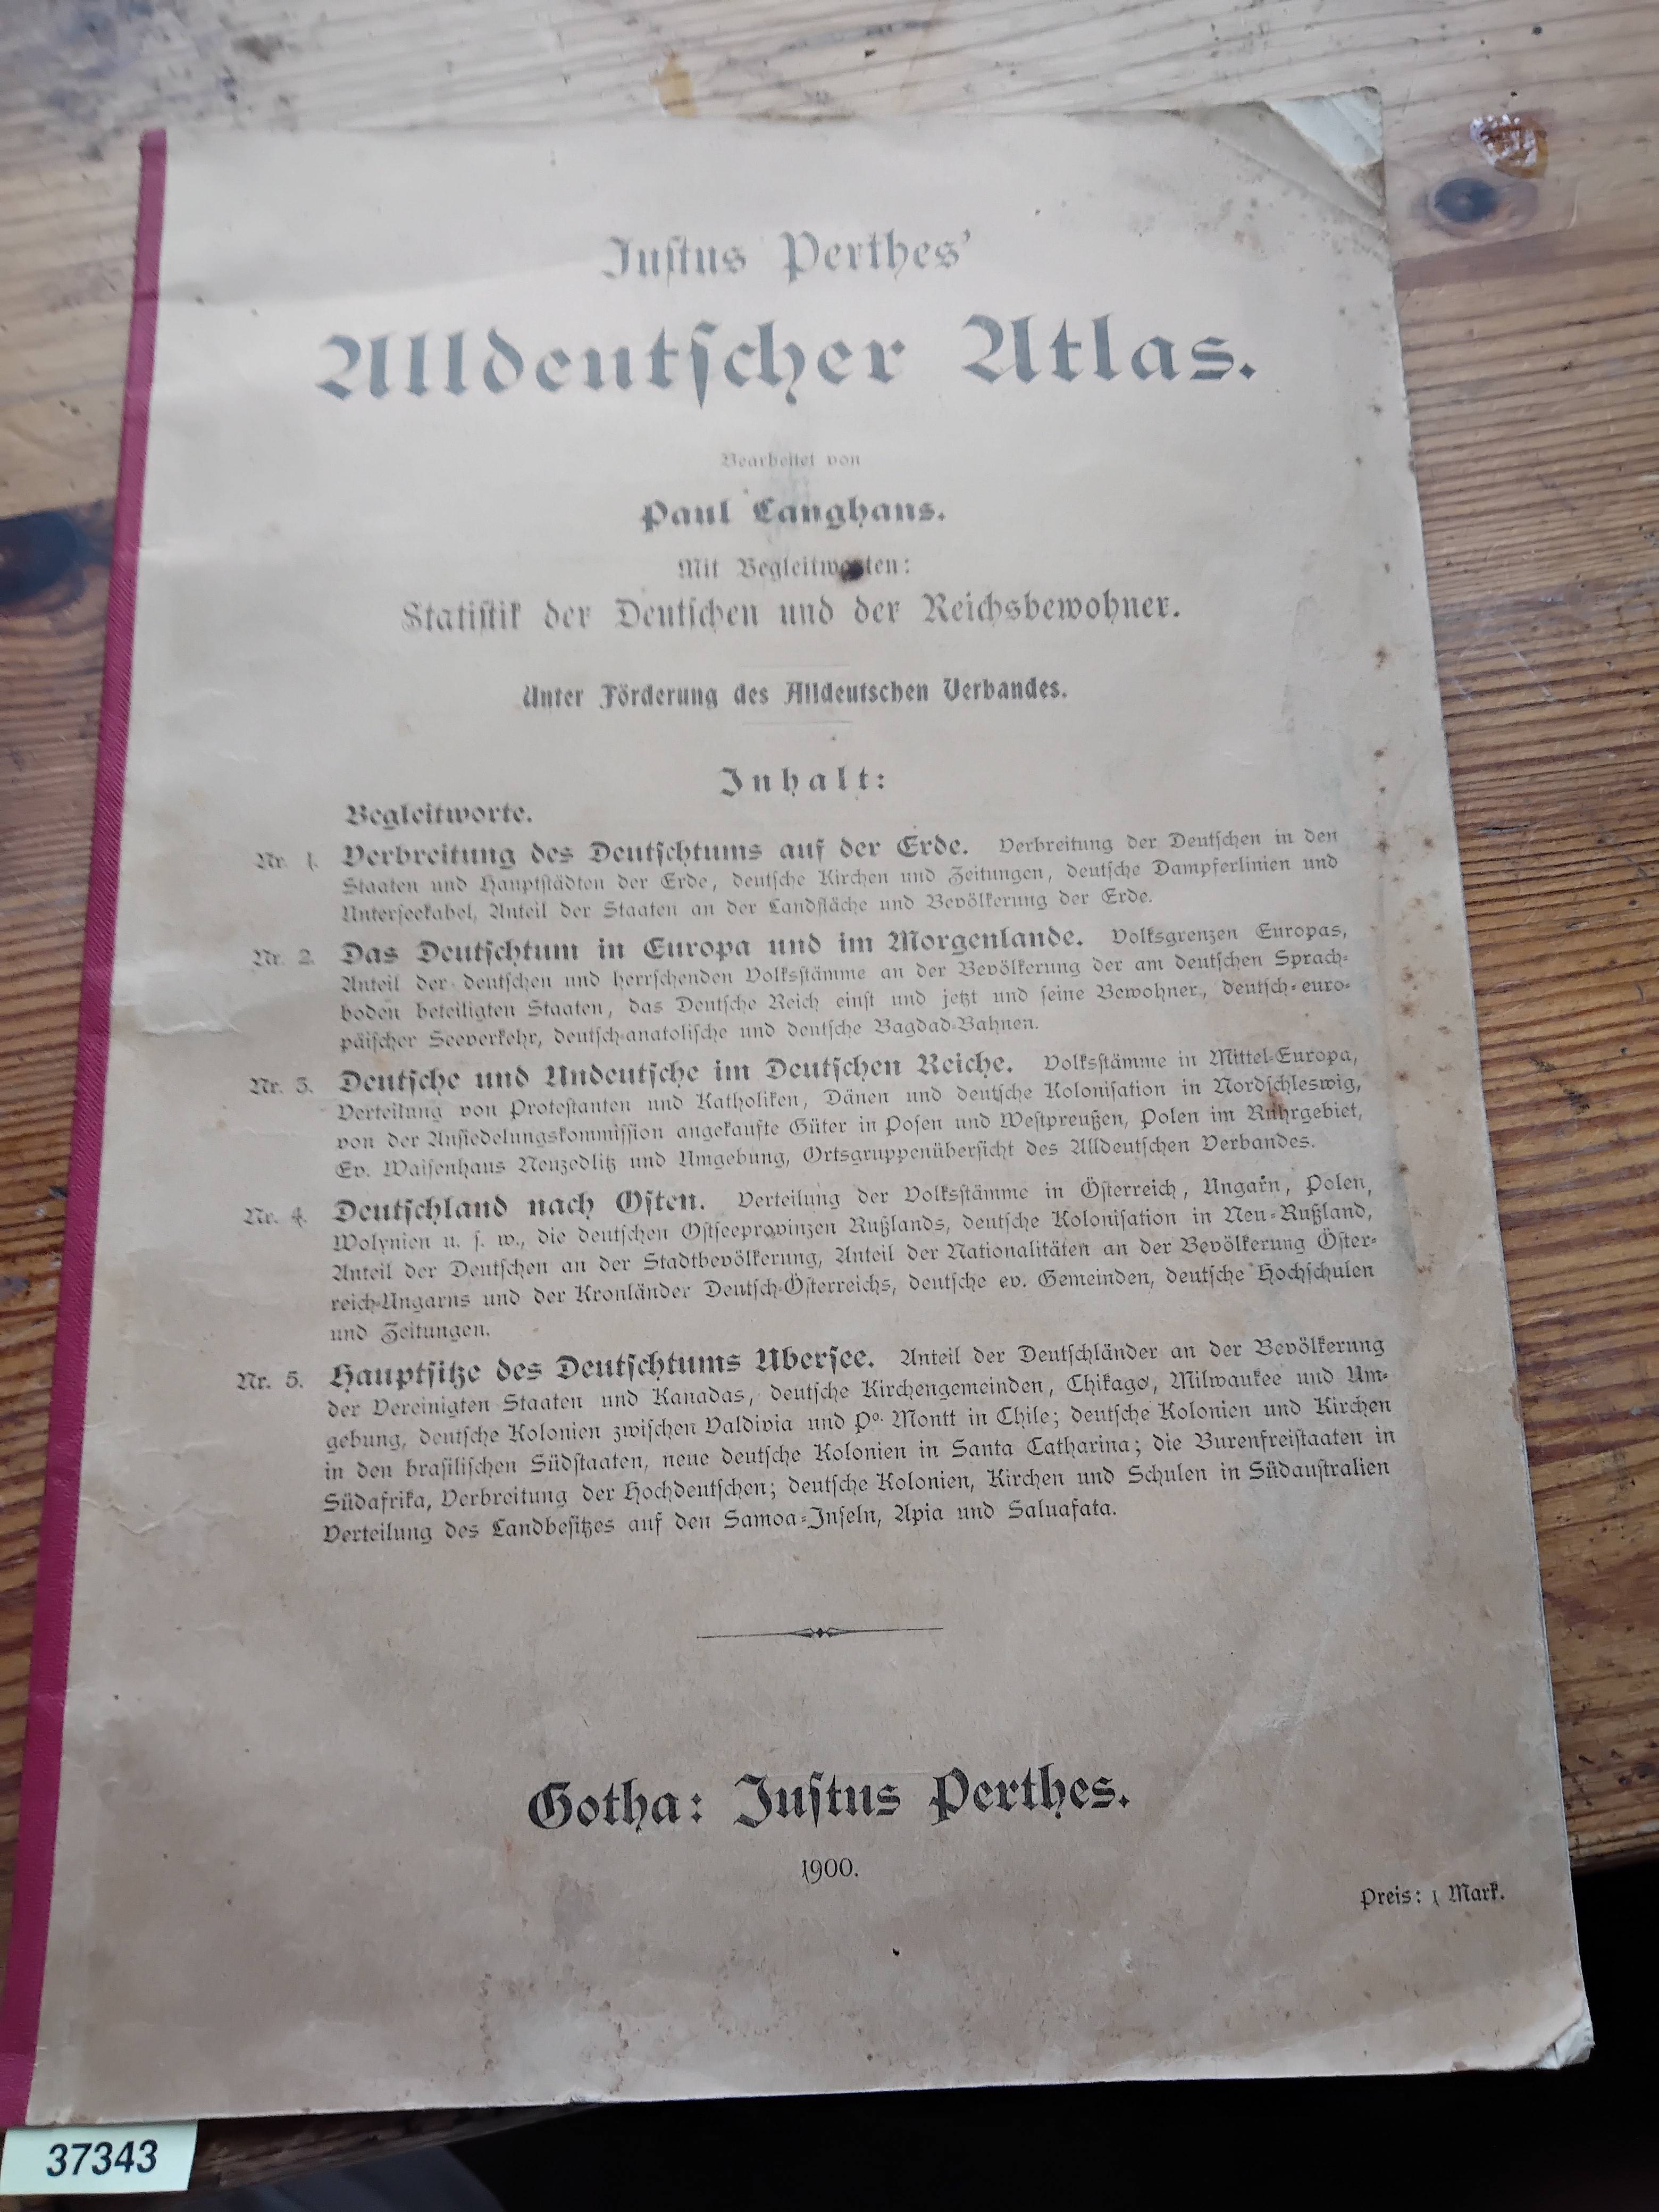 Justus Perthes'
Alldeutscher Atlas.
Bearbeitet von
Paul Langhans.
Mit Begleitworten:
Statistik der Deutschen und der Reichsbewohner.
Unter Förderung des Alldeutschen Verbandes.
Inhalt:
Begleitworte.
Nr. 1. Verbreitung des Deutschtums auf der Erde. Verbreitung der Deutschen in den
Staaten und Hauptstädten der Erde, deutsche Kirchen und Zeitungen, deutsche Dampferlinien und
Unterseekabel, Anteil der Staaten an der Landfläche und Bevölkerung der Erde.
Nr. 2. Das Deutschtum in Europa und im Morgenlande. Volksgrenzen Europas,
Anteil der deutschen und herrschenden Volksstämme an der Bevölkerung der am deutschen Sprach-
boden beteiligten Staaten, das Deutsche Reich einst und jetzt und seine Bewohner, deutsch-euro-
päischer Seeverkehr, deutsch-anatolische und deutsche Bagdad-Bahnen.
Nr. 3. Deutsche und Undeutsche im Deutschen Reiche. Volksstämme in Mittel-Europa,
Verteilung von Protestanten und Katholiken, Dänen und deutsche Kolonisation in Nordschleswig,
von der Ansiedelungskommission angekaufte Güter in Posen und Westpreußen, Polen im Ruhrgebiet,
Ev. Waisenhaus Neuzedlitz und Umgebung, Ortsgruppenübersicht des Alldeutschen Verbandes.
Nr. 4. Deutschland nach Osten. Verteilung der Volksstämme in Österreich, Ungarn, Polen,
Wolynien u. s. w., die deutschen Ostseeprovinzen Rußlands, deutsche Kolonisation in Neu-Rußland,
Anteil der Deutschen an der Stadtbevölkerung, Anteil der Nationalitäten an der Bevölkerung Öster-
reich-Ungarns und der Kronländer Deutsch-Österreichs, deutsche ev. Gemeinden, deutsche Hochschulen
und Zeitungen.
Nr. 5. Hauptsitze des Deutschtums Übersee. Anteil der Deutschländer an der Bevölkerung
der Vereinigten Staaten und Kanadas, deutsche Kirchengemeinden, Chikago, Milwaukee und Um-
gebung, deutsche Kolonien zwischen Valdivia und Po. Montt in Chile; deutsche Kolonien und Kirchen
in den brasilischen Südstaaten, neue deutsche Kolonien in Santa Catharina; die Burenfreistaaten in
Südafrika, Verbreitung der Hochdeutschen; deutsche Kolonien, Kirchen und Schulen in Südaustralien
Verteilung des Landbesitzes auf den Samoa-Inseln, Apia und Saluafata.
Gotha: Justus Perthes.
1900.
Preis: 1 Mark.
37343